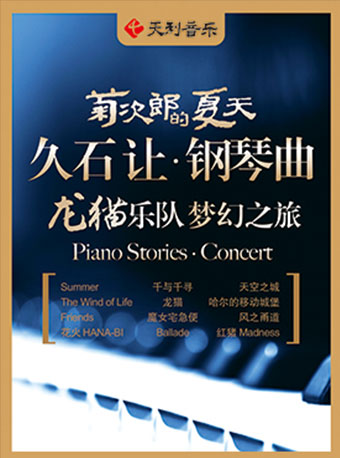 天利音乐
菊次郎的夏天
久石让·钢琴曲
龙猫乐队 梦幻之旅
Piano Stories · Concert
Summer 千与千寻 天空之城
The Wind of Life 龙猫 哈尔的移动城堡
Friends 魔女宅急便 风之甬道
花火 HANA-BI Ballade 红猪 Madness